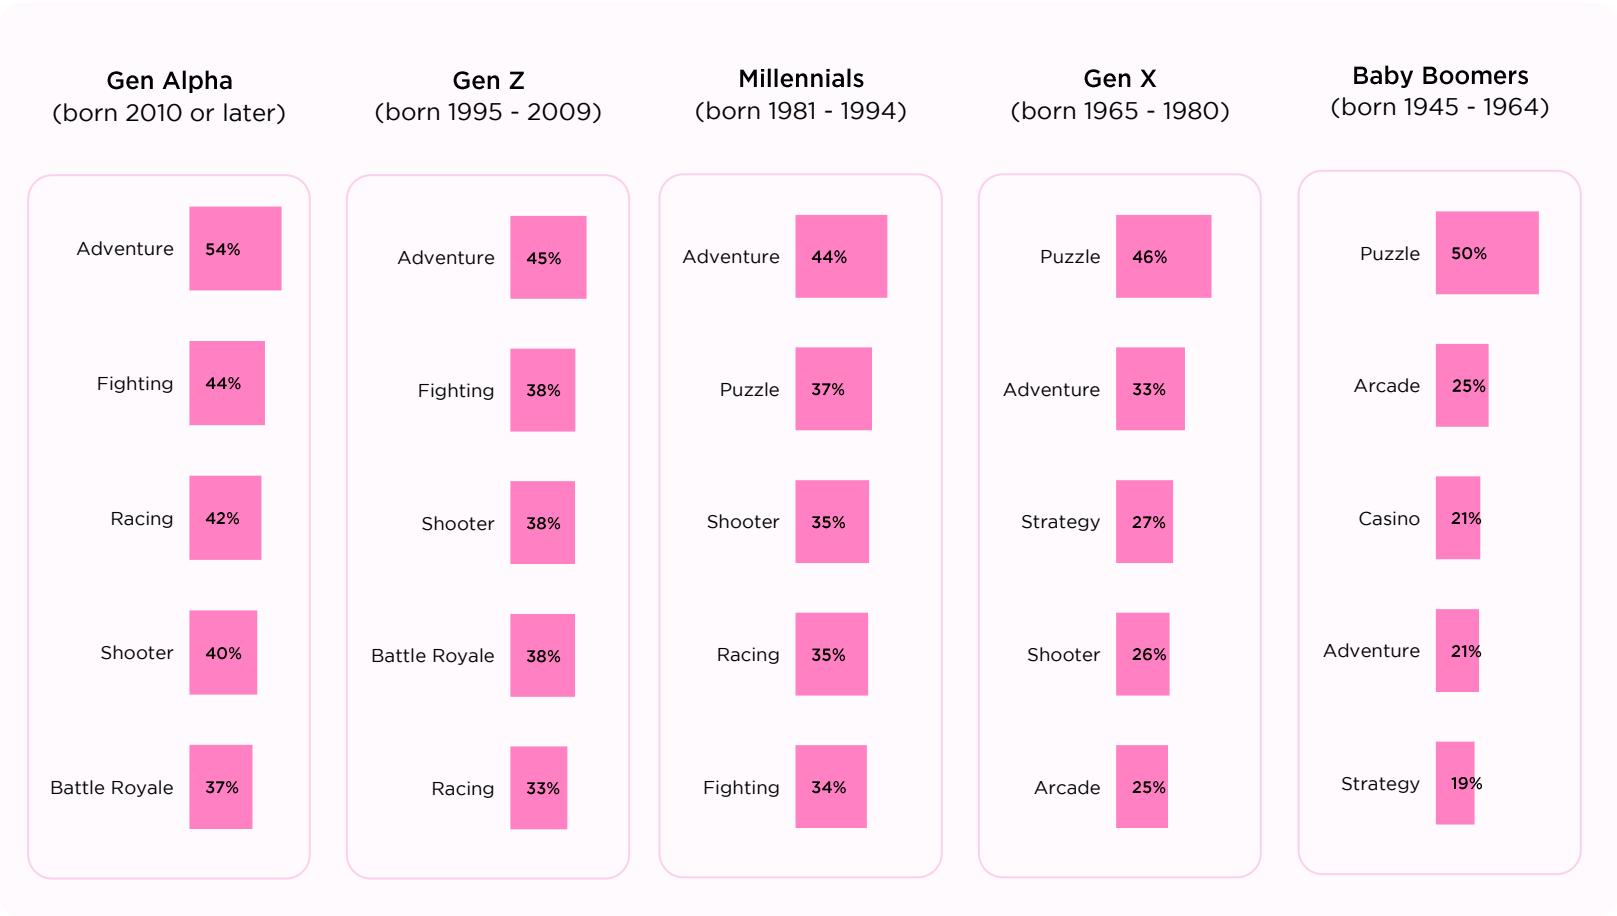 Gen Alpha
(born 2010 or later)
Adventure 54%
Fighting 44%
Racing 42%
Shooter 40%
Battle Royale 37%
Gen Z
(born 1995 - 2009)
Adventure 45%
Fighting 38%
Shooter 38%
Battle Royale 38%
Racing 33%
Millennials
(born 1981 - 1994)
Adventure 44%
Puzzle 37%
Shooter 35%
Racing 35%
Fighting 34%
Gen X
(born 1965 - 1980)
Puzzle 46%
Adventure 33%
Strategy 27%
Shooter 26%
Arcade 25%
Baby Boomers
(born 1945 - 1964)
Puzzle 50%
Arcade 25%
Casino 21%
Adventure 21%
Strategy 19%